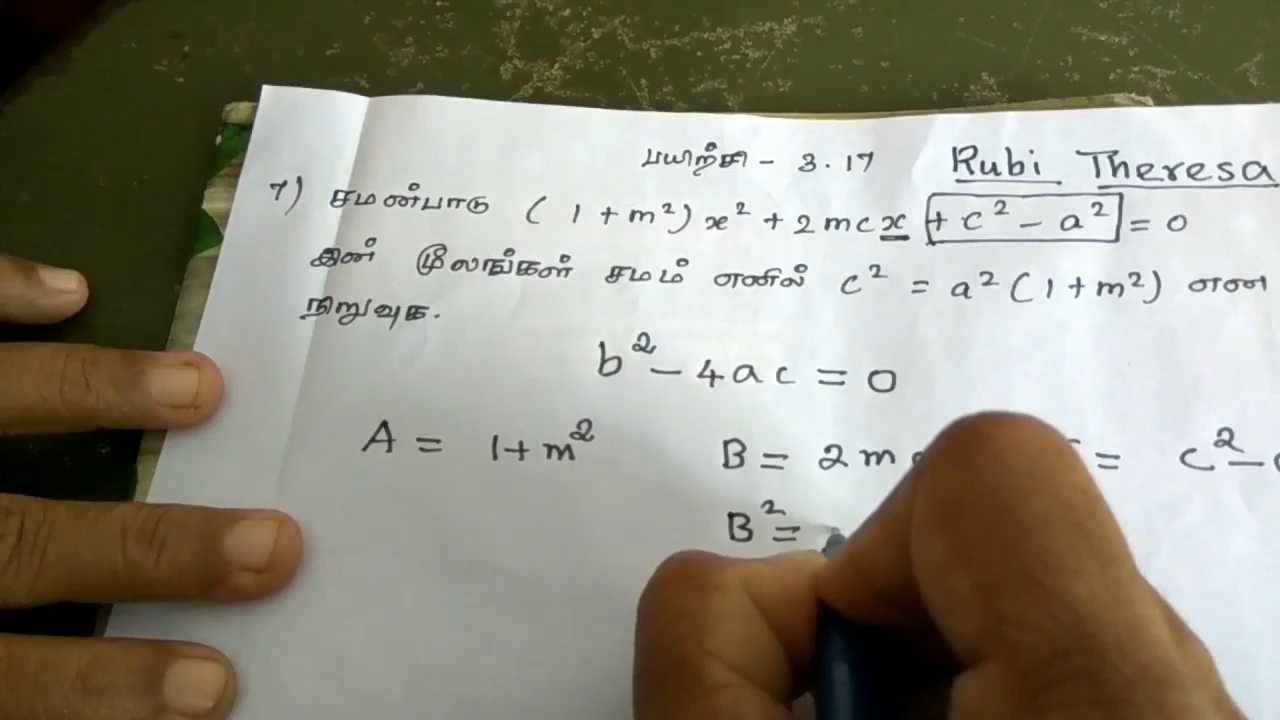 பயிற்சி - 3.17 Rubi Theresa
7) சமன்பாடு (1+m²)x² + 2mcx + c² - a² = 0
இன் மூலங்கள் சமம் எனில் c² = a²(1+m²) என
நிறுவுக.
b² - 4ac = 0
A = 1+m² B = 2m = c² -
B² =